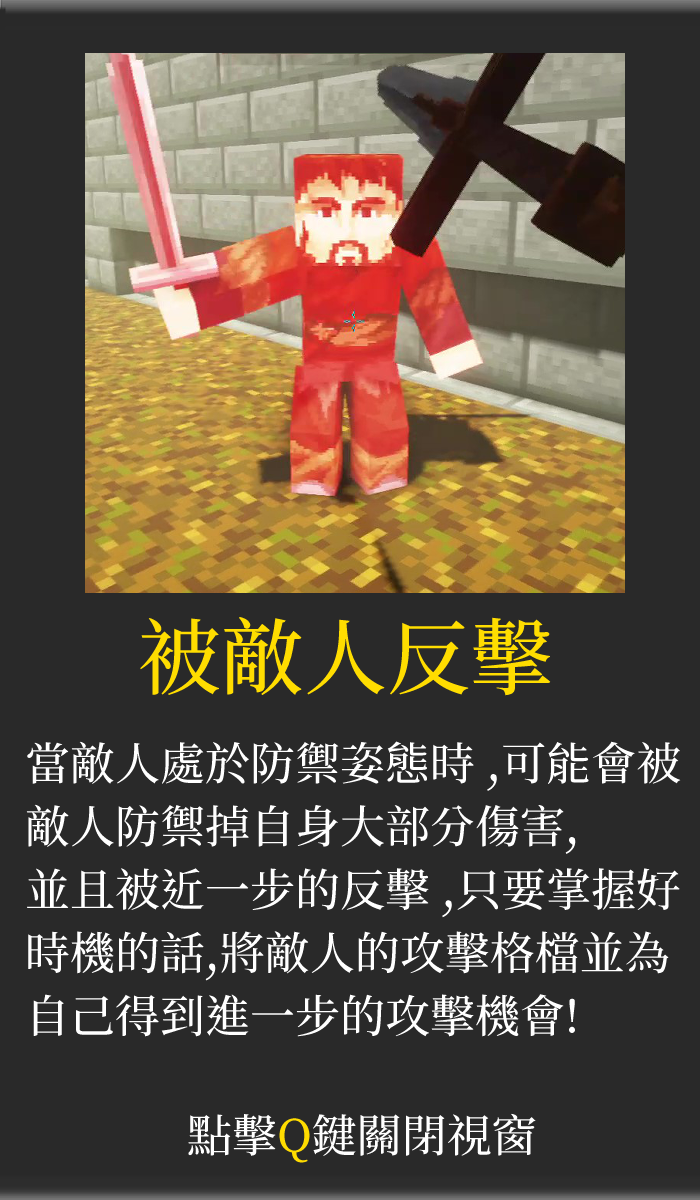 被敵人反擊
當敵人處於防禦姿態時 ,可能會被
敵人防禦掉自身大部分傷害,
並且被近一步的反擊 ,只要掌握好
時機的話,將敵人的攻擊格檔並為
自己得到進一步的攻擊機會!
點擊Q鍵關閉視窗